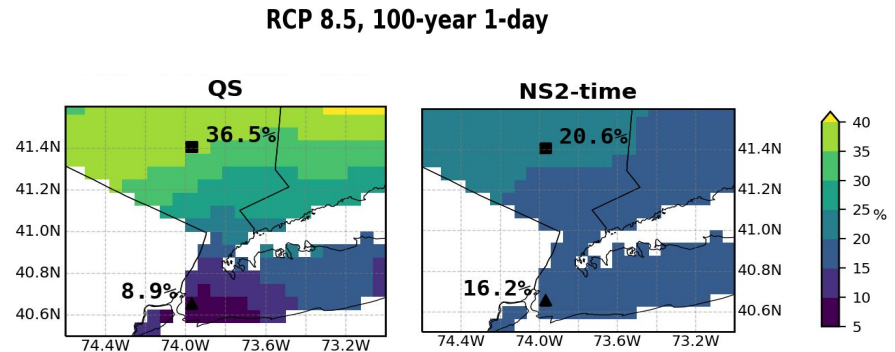 RCP 8.5, 100-year 1-day
QS
NS2-time
36.5%
8.9%
41.4N
41.2N
41.0N
40.8N
40.6N
74.4W 74.0W 73.6W 73.2W
20.6%
16.2%
41.4N
41.2N
41.0N
40.8N
40.6N
74.4W 74.0W 73.6W 73.2W
40
35
30
25
20
15
10
5
%